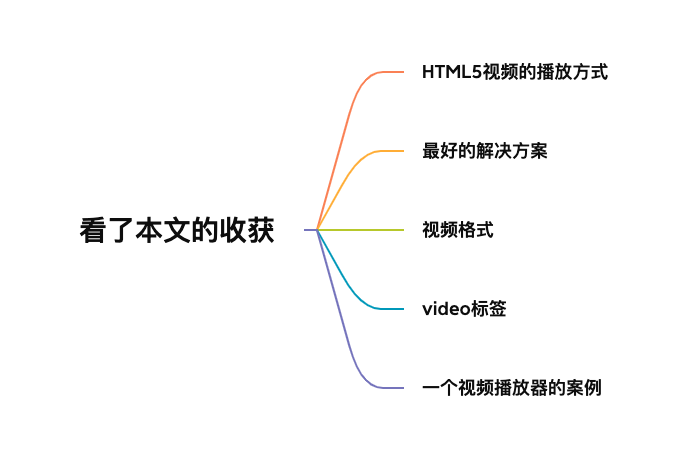 HTML5视频的播放方式
最好的解决方案
看了本文的收获
视频格式
video标签
一个视频播放器的案例